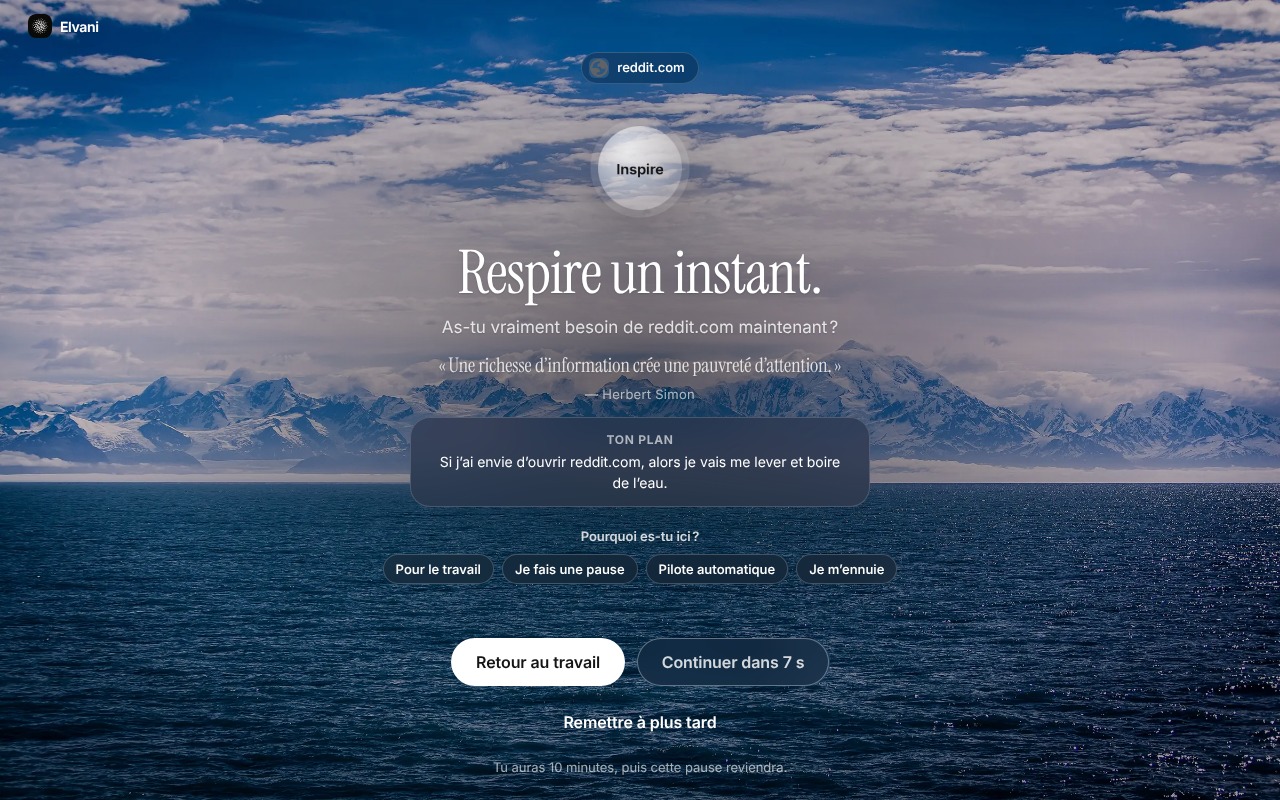 Elvani
reddit.com
Inspire
Respire un instant.
As-tu vraiment besoin de reddit.com maintenant ?
« Une richesse d’information crée une pauvreté d’attention. »
— Herbert Simon
TON PLAN
Si j’ai envie d’ouvrir reddit.com, alors je vais me lever et boire
de l’eau.
Pourquoi es-tu ici ?
Pour le travail Je fais une pause Pilote automatique Je m’ennuie
Retour au travail Continuer dans 7 s
Remettre à plus tard
Tu auras 10 minutes, puis cette pause reviendra.